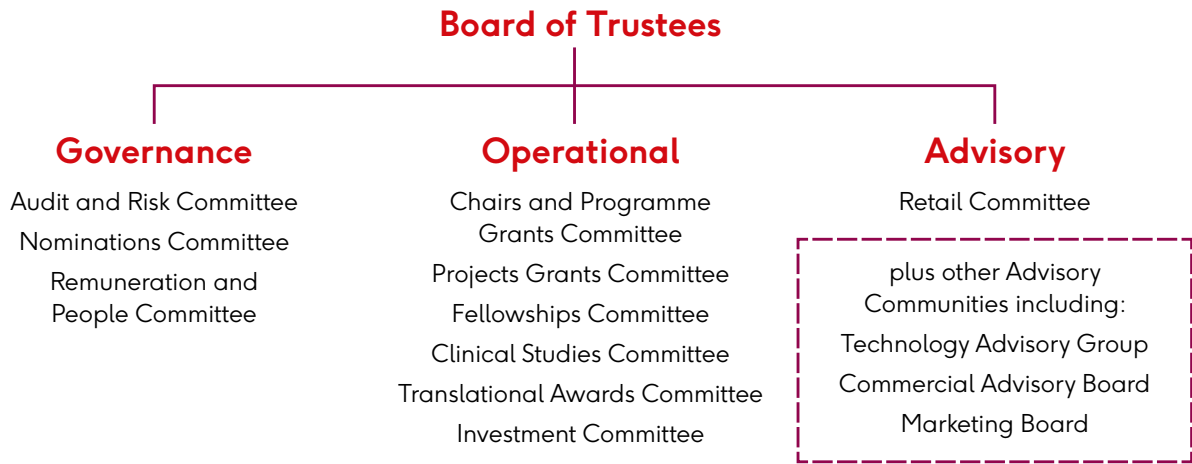 Board of Trustees
Governance
Audit and Risk Committee
Nominations Committee
Remuneration and
People Committee
Operational
Chairs and Programme
Grants Committee
Projects Grants Committee
Fellowships Committee
Clinical Studies Committee
Translational Awards Committee
Investment Committee
Advisory
Retail Committee
plus other Advisory
Communities including:
Technology Advisory Group
Commercial Advisory Board
Marketing Board